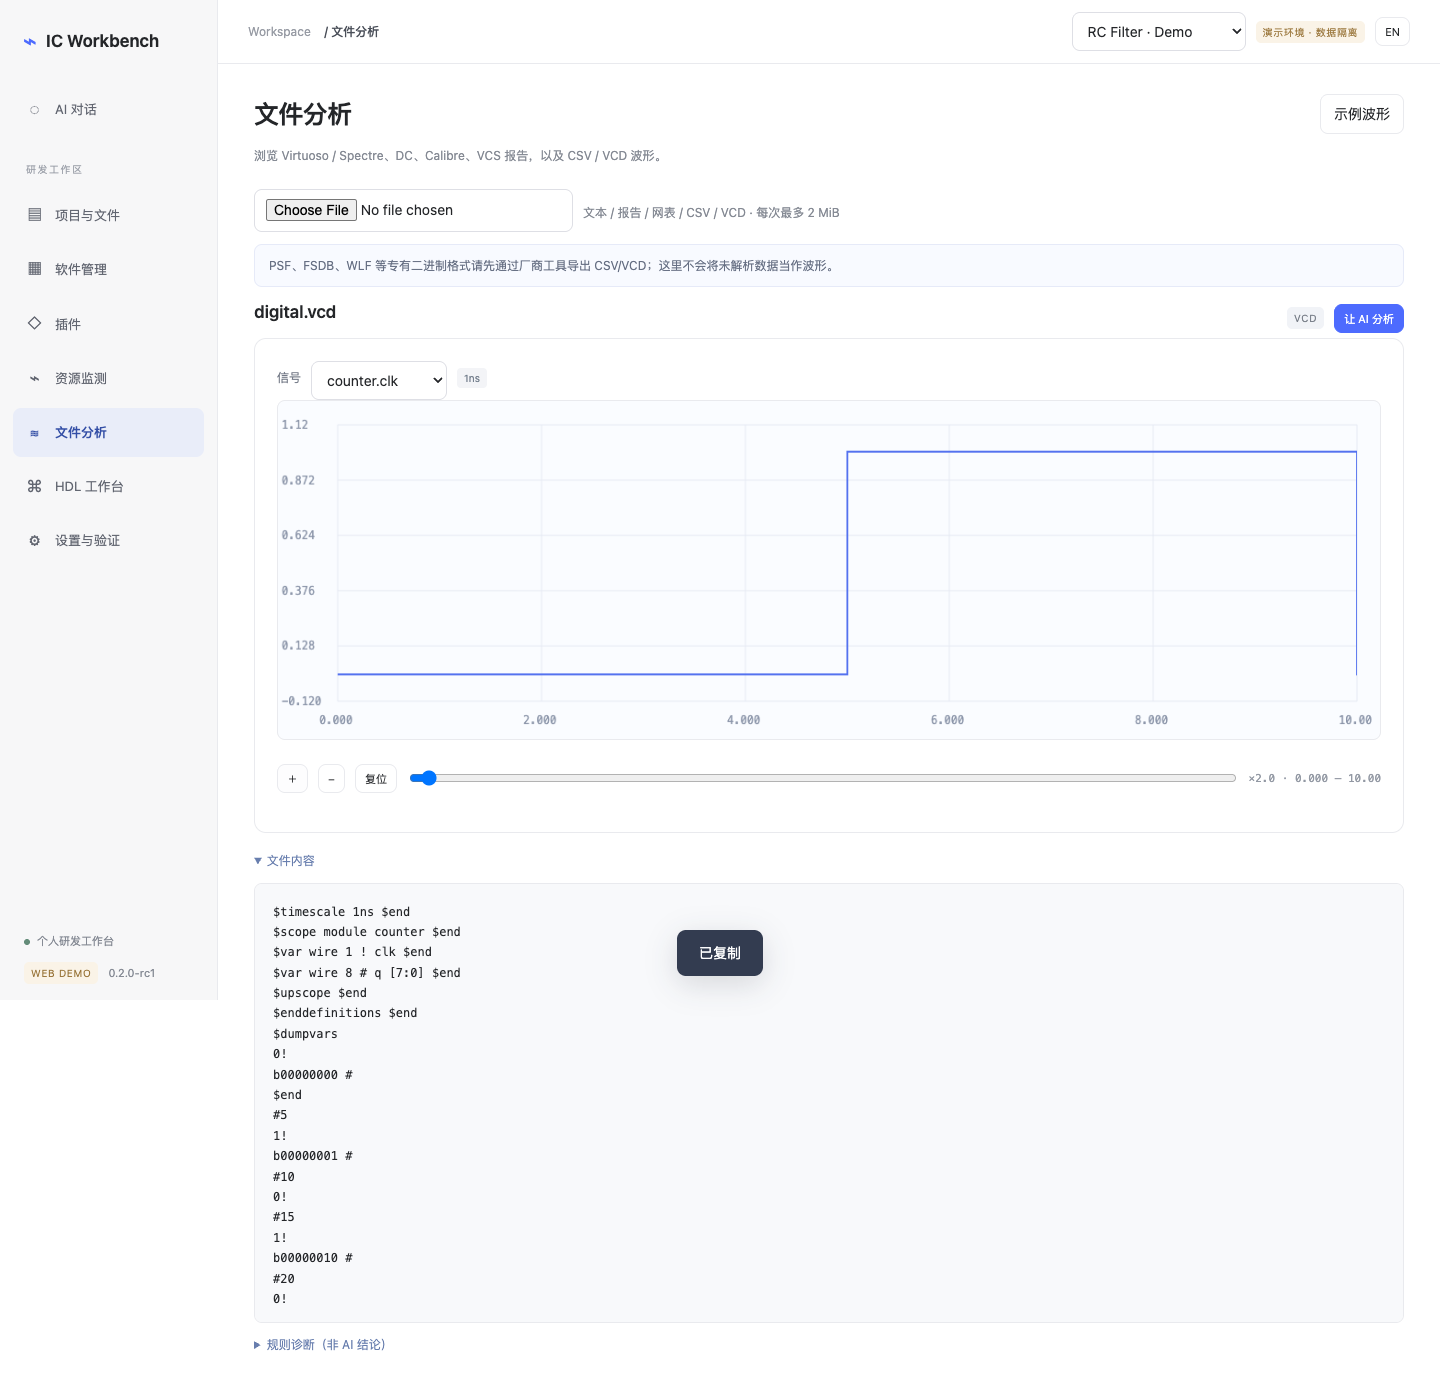 IC Workbench
AI 对话
研发工作区
项目与文件
软件管理
插件
资源监测
文件分析
HDL 工作台
设置与验证
个人研发工作台
WEB DEMO 0.2.0-rc1
Workspace / 文件分析
RC Filter · Demo
演示环境 · 数据隔离
EN
文件分析
示例波形
浏览 Virtuoso / Spectre、DC、Calibre、VCS 报告，以及 CSV / VCD 波形。
Choose File No file chosen
文本 / 报告 / 网表 / CSV / VCD · 每次最多 2 MiB
PSF、FSDB、WLF 等专有二进制格式请先通过厂商工具导出 CSV/VCD；这里不会将未解析数据当作波形。
digital.vcd
VCD
让 AI 分析
信号 counter.clk 1ns
1.12
0.872
0.624
0.376
0.128
−0.120
0.000 2.000 4.000 6.000 8.000 10.00
+ − 复位 ×2.0 · 0.000 — 10.00
▼ 文件内容
$timescale 1ns $end
$scope module counter $end
$var wire 1 ! clk $end
$var wire 8 # q [7:0] $end
$upscope $end
$enddefinitions $end
$dumpvars
0!
b00000000 #
$end
#5
1!
b00000001 #
#10
0!
#15
1!
b00000010 #
#20
0!
已复制
▶ 规则诊断（非 AI 结论）